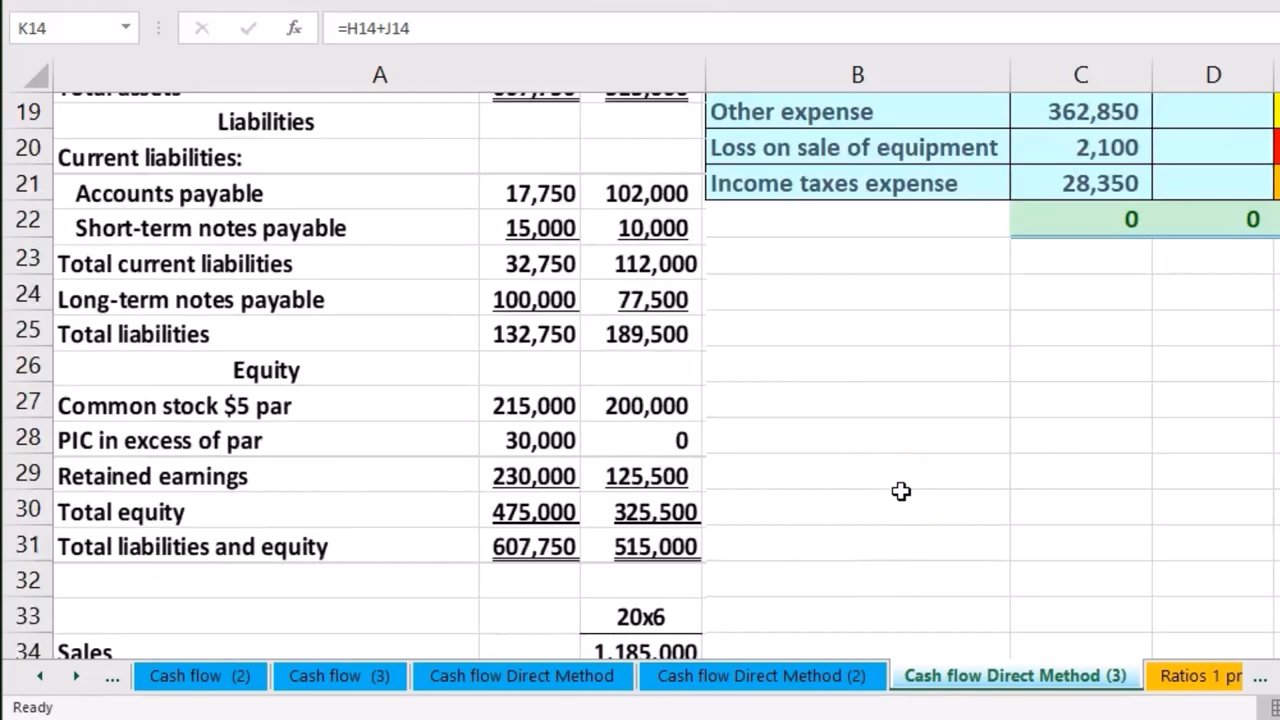 K14 fx =H14+J14
A B C D
19 Liabilities Other expense 362,850
20 Current liabilities: Loss on sale of equipment 2,100
21 Accounts payable 17,750 102,000 Income taxes expense 28,350
22 Short-term notes payable 15,000 10,000 0 0
23 Total current liabilities 32,750 112,000
24 Long-term notes payable 100,000 77,500
25 Total liabilities 132,750 189,500
26 Equity
27 Common stock $5 par 215,000 200,000
28 PIC in excess of par 30,000 0
29 Retained earnings 230,000 125,500
30 Total equity 475,000 325,500
31 Total liabilities and equity 607,750 515,000
32
33 20x6
34 Sales 1,185,000
... Cash flow (2) Cash flow (3) Cash flow Direct Method Cash flow Direct Method (2) Cash flow Direct Method (3) Ratios 1 pr ...
Ready